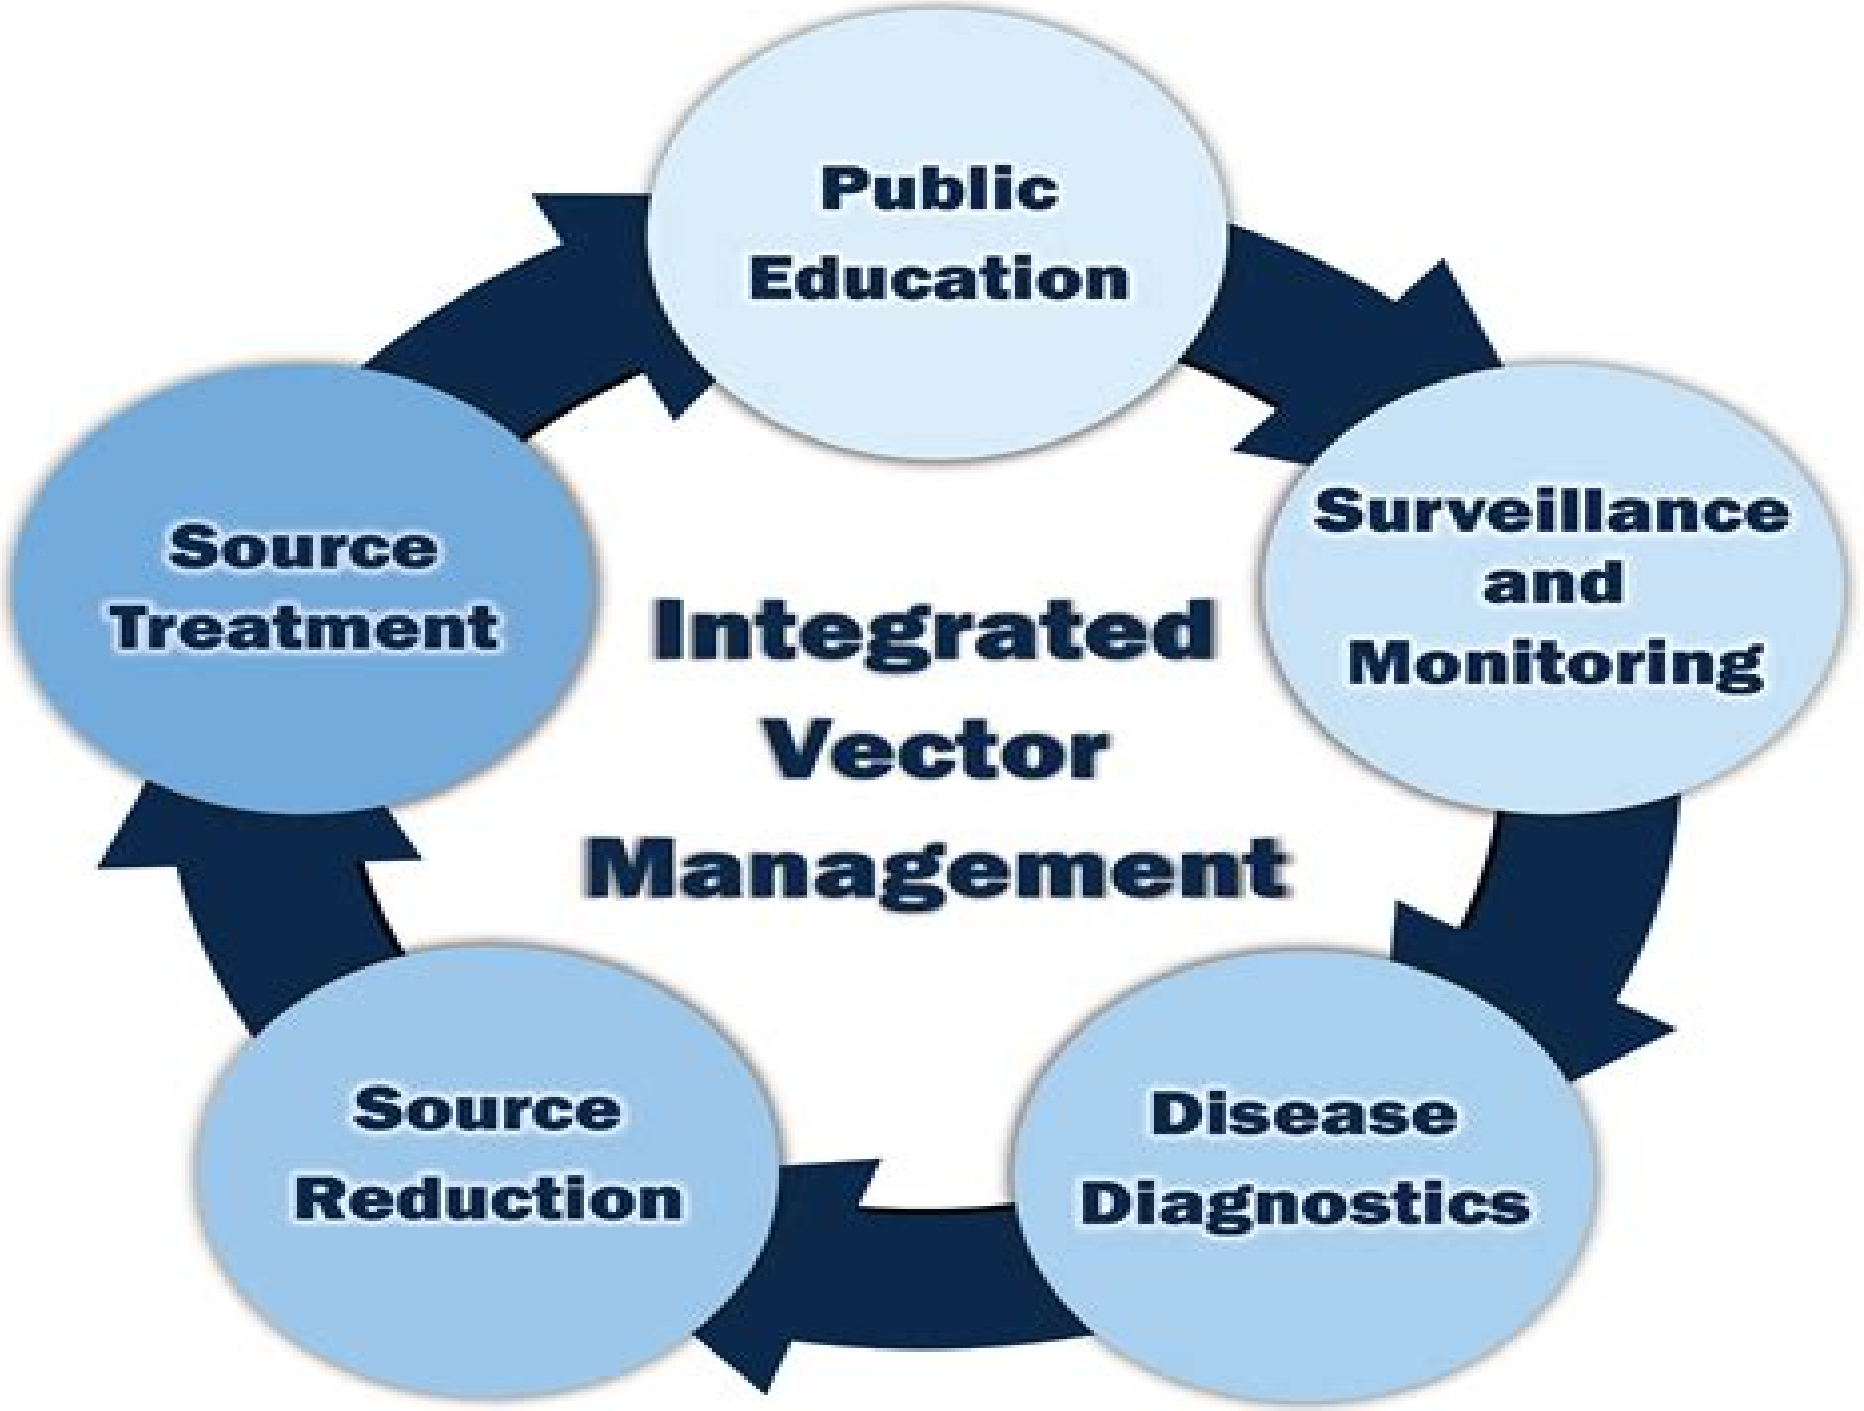 Public
Education
Surveillance
and
Monitoring
Disease
Diagnostics
Source
Reduction
Source
Treatment
Integrated
Vector
Management